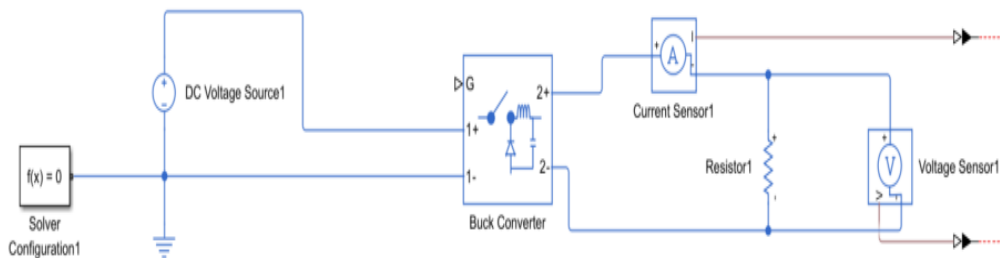 DC Voltage Source1
f(x) = 0
Solver
Configuration1
G
1+
1-
2+
2-
Buck Converter
+
A
I
-
Current Sensor1
Resistor1
+
-
+
V
V
-
Voltage Sensor1
+
-